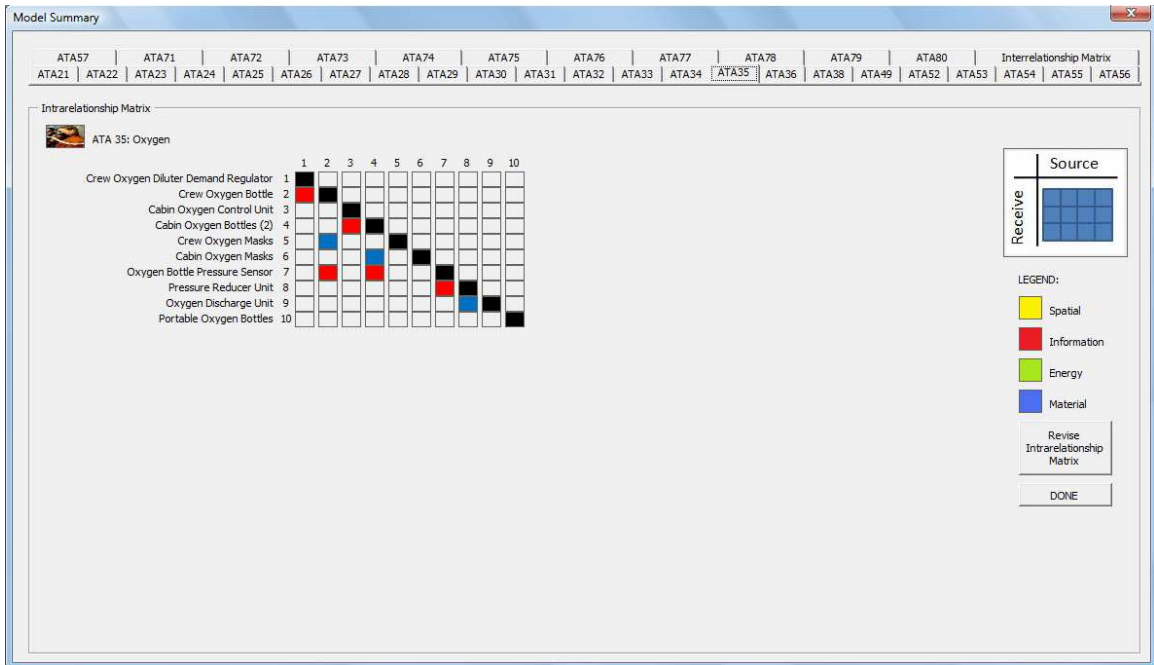 Model Summary
X
ATA57 ATA71 ATA72 ATA73 ATA74 ATA75 ATA76 ATA77 ATA78 ATA79 ATA80 Interrelationship Matrix
ATA21 ATA22 ATA23 ATA24 ATA25 ATA26 ATA27 ATA28 ATA29 ATA30 ATA31 ATA32 ATA33 ATA34 ATA35 ATA36 ATA38 ATA49 ATA52 ATA53 ATA54 ATA55 ATA56
Intrarelationship Matrix
ATA 35: Oxygen
1 2 3 4 5 6 7 8 9 10
Crew Oxygen Diluter Demand Regulator 1
Crew Oxygen Bottle 2
Cabin Oxygen Control Unit 3
Cabin Oxygen Bottles (2) 4
Crew Oxygen Masks 5
Cabin Oxygen Masks 6
Oxygen Bottle Pressure Sensor 7
Pressure Reducer Unit 8
Oxygen Discharge Unit 9
Portable Oxygen Bottles 10
Source
Receive
LEGEND:
Spatial
Information
Energy
Material
Revise
Intrarelationship
Matrix
DONE